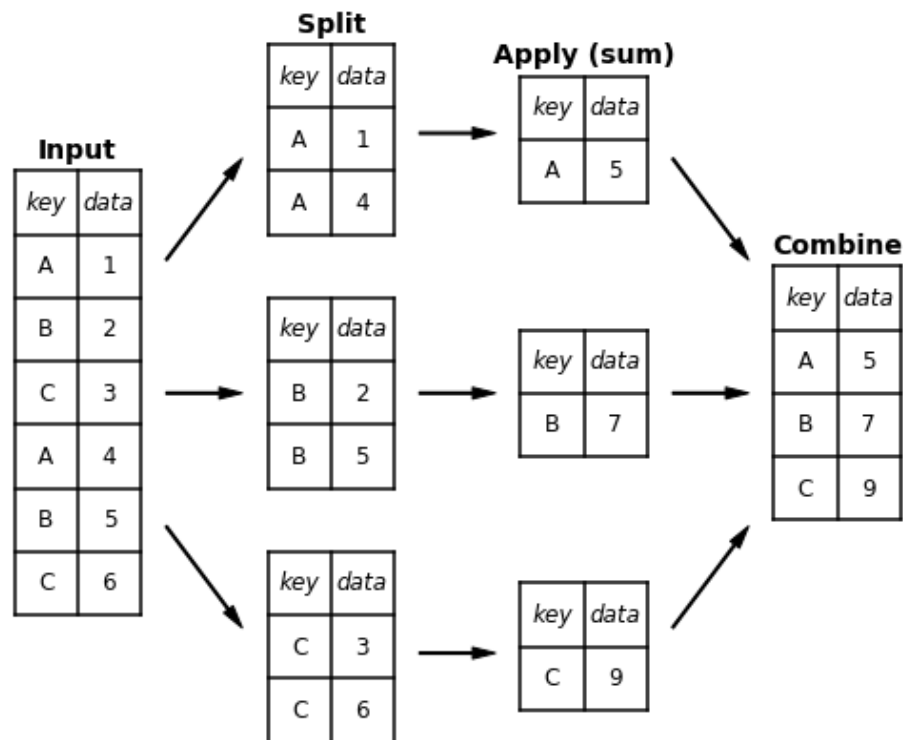 Input
key data
A 1
B 2
C 3
A 4
B 5
C 6
Split
key data
A 1
A 4
key data
B 2
B 5
key data
C 3
C 6
Apply (sum)
key data
A 5
key data
B 7
key data
C 9
Combine
key data
A 5
B 7
C 9